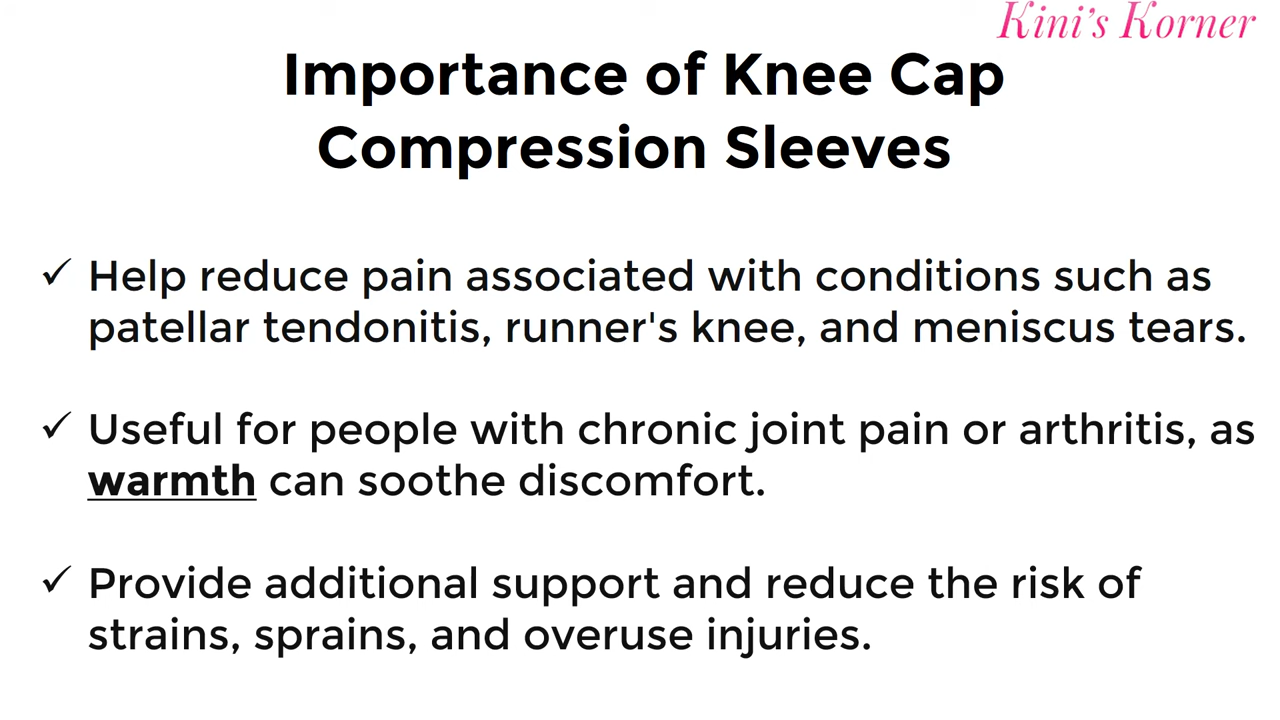 Kini's Korner
Importance of Knee Cap
Compression Sleeves
✓ Help reduce pain associated with conditions such as
patellar tendonitis, runner's knee, and meniscus tears.
✓ Useful for people with chronic joint pain or arthritis, as
warmth can soothe discomfort.
✓ Provide additional support and reduce the risk of
strains, sprains, and overuse injuries.